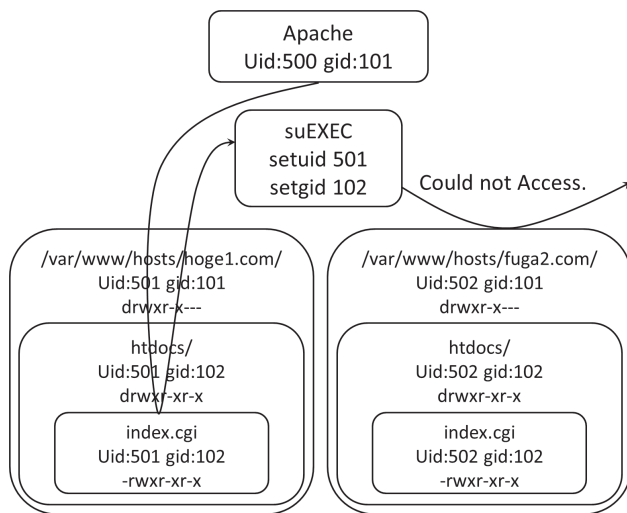 Apache
Uid:500 gid:101
suEXEC
setuid 501
setgid 102
Could not Access.
/var/www/hosts/hoge1.com/
Uid:501 gid:101
drwxr-x---
htdocs/
Uid:501 gid:102
drwxr-xr-x
index.cgi
Uid:501 gid:102
-rwxr-xr-x
/var/www/hosts/fuga2.com/
Uid:502 gid:101
drwxr-x---
htdocs/
Uid:502 gid:102
drwxr-xr-x
index.cgi
Uid:502 gid:102
-rwxr-xr-x